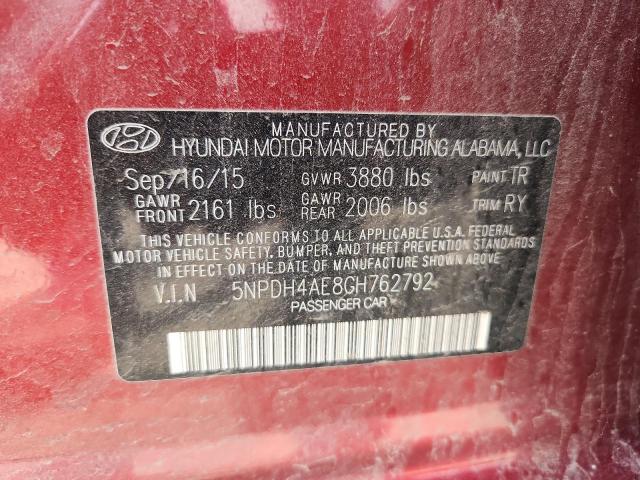 MANUFACTURED BY
HYUNDAI MOTOR MANUFACTURING ALABAMA, LLC
Sep/16/15 GVWR 3880 lbs PAINT TR
GAWR FRONT 2161 lbs GAWR REAR 2006 lbs TRIM RY
THIS VEHICLE CONFORMS TO ALL APPLICABLE U.S. FEDERAL
MOTOR VEHICLE SAFETY, BUMPER, AND THEFT PREVENTION STANDARDS
IN EFFECT ON THE DATE OF MANUFACTURE SHOWN ABOVE.
V.I.N 5NPDH4AE8GH762792
PASSENGER CAR